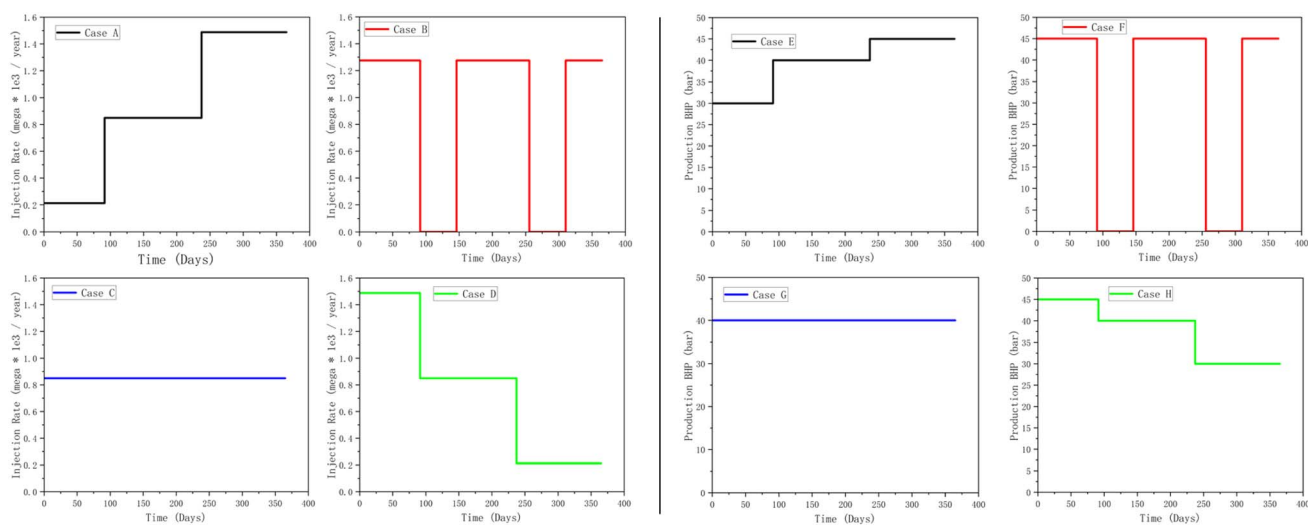 Case A
Injection Rate (mega * 1e3 / year)
1.6
1.4
1.2
1.0
0.8
0.6
0.4
0.2
0.0
0 50 100 150 200 250 300 350 400
Time (Days)
Case B
Injection Rate (mega * 1e3 / year)
1.6
1.4
1.2
1.0
0.8
0.6
0.4
0.2
0.0
0 50 100 150 200 250 300 350 400
Time (Days)
Case E
Production BHP (bar)
50
45
40
35
30
25
20
15
10
5
0
0 50 100 150 200 250 300 350 400
Time (Days)
Case F
Production BHP (bar)
50
45
40
35
30
25
20
15
10
5
0
0 50 100 150 200 250 300 350 400
Time (Days)
Case C
Injection Rate (mega * 1e3 / year)
1.6
1.4
1.2
1.0
0.8
0.6
0.4
0.2
0.0
0 50 100 150 200 250 300 350 400
Time (Days)
Case D
Injection Rate (mega * 1e3 / year)
1.6
1.4
1.2
1.0
0.8
0.6
0.4
0.2
0.0
0 50 100 150 200 250 300 350 400
Time (Days)
Case G
Production BHP (bar)
50
40
30
20
10
0
0 50 100 150 200 250 300 350 400
Time (Days)
Case H
Production BHP (bar)
50
45
40
35
30
25
20
15
10
5
0
0 50 100 150 200 250 300 350 400
Time (Days)